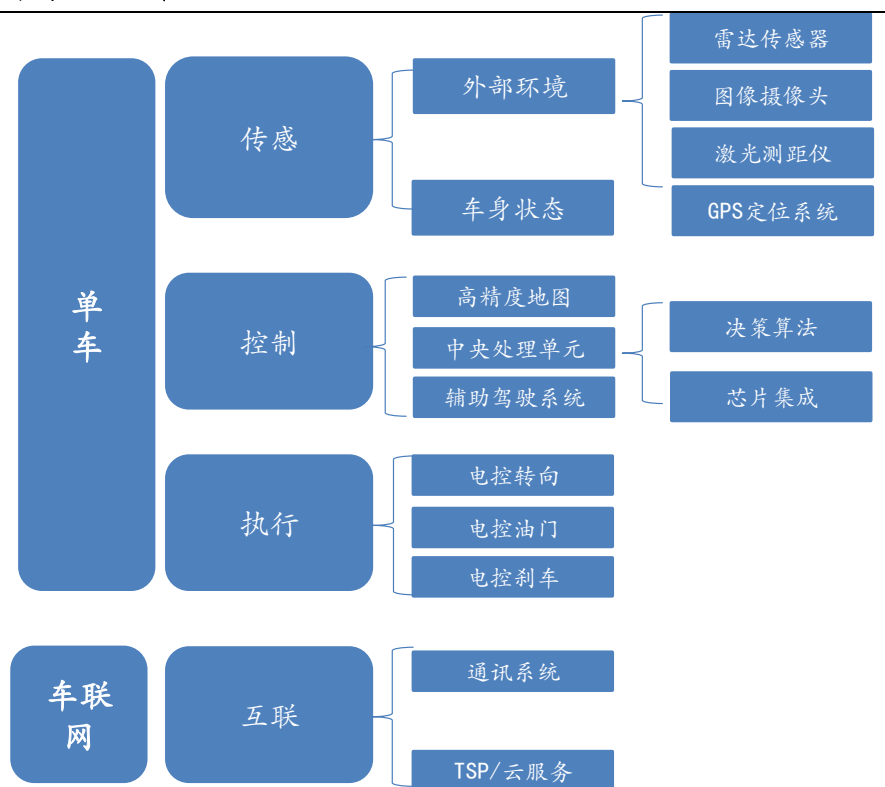 单
车
传感
外部环境
雷达传感器
图像摄像头
激光测距仪
GPS定位系统
车身状态
控制
高精度地图
中央处理单元
决策算法
芯片集成
辅助驾驶系统
执行
电控转向
电控油门
电控刹车
车联
网
互联
通讯系统
TSP/云服务